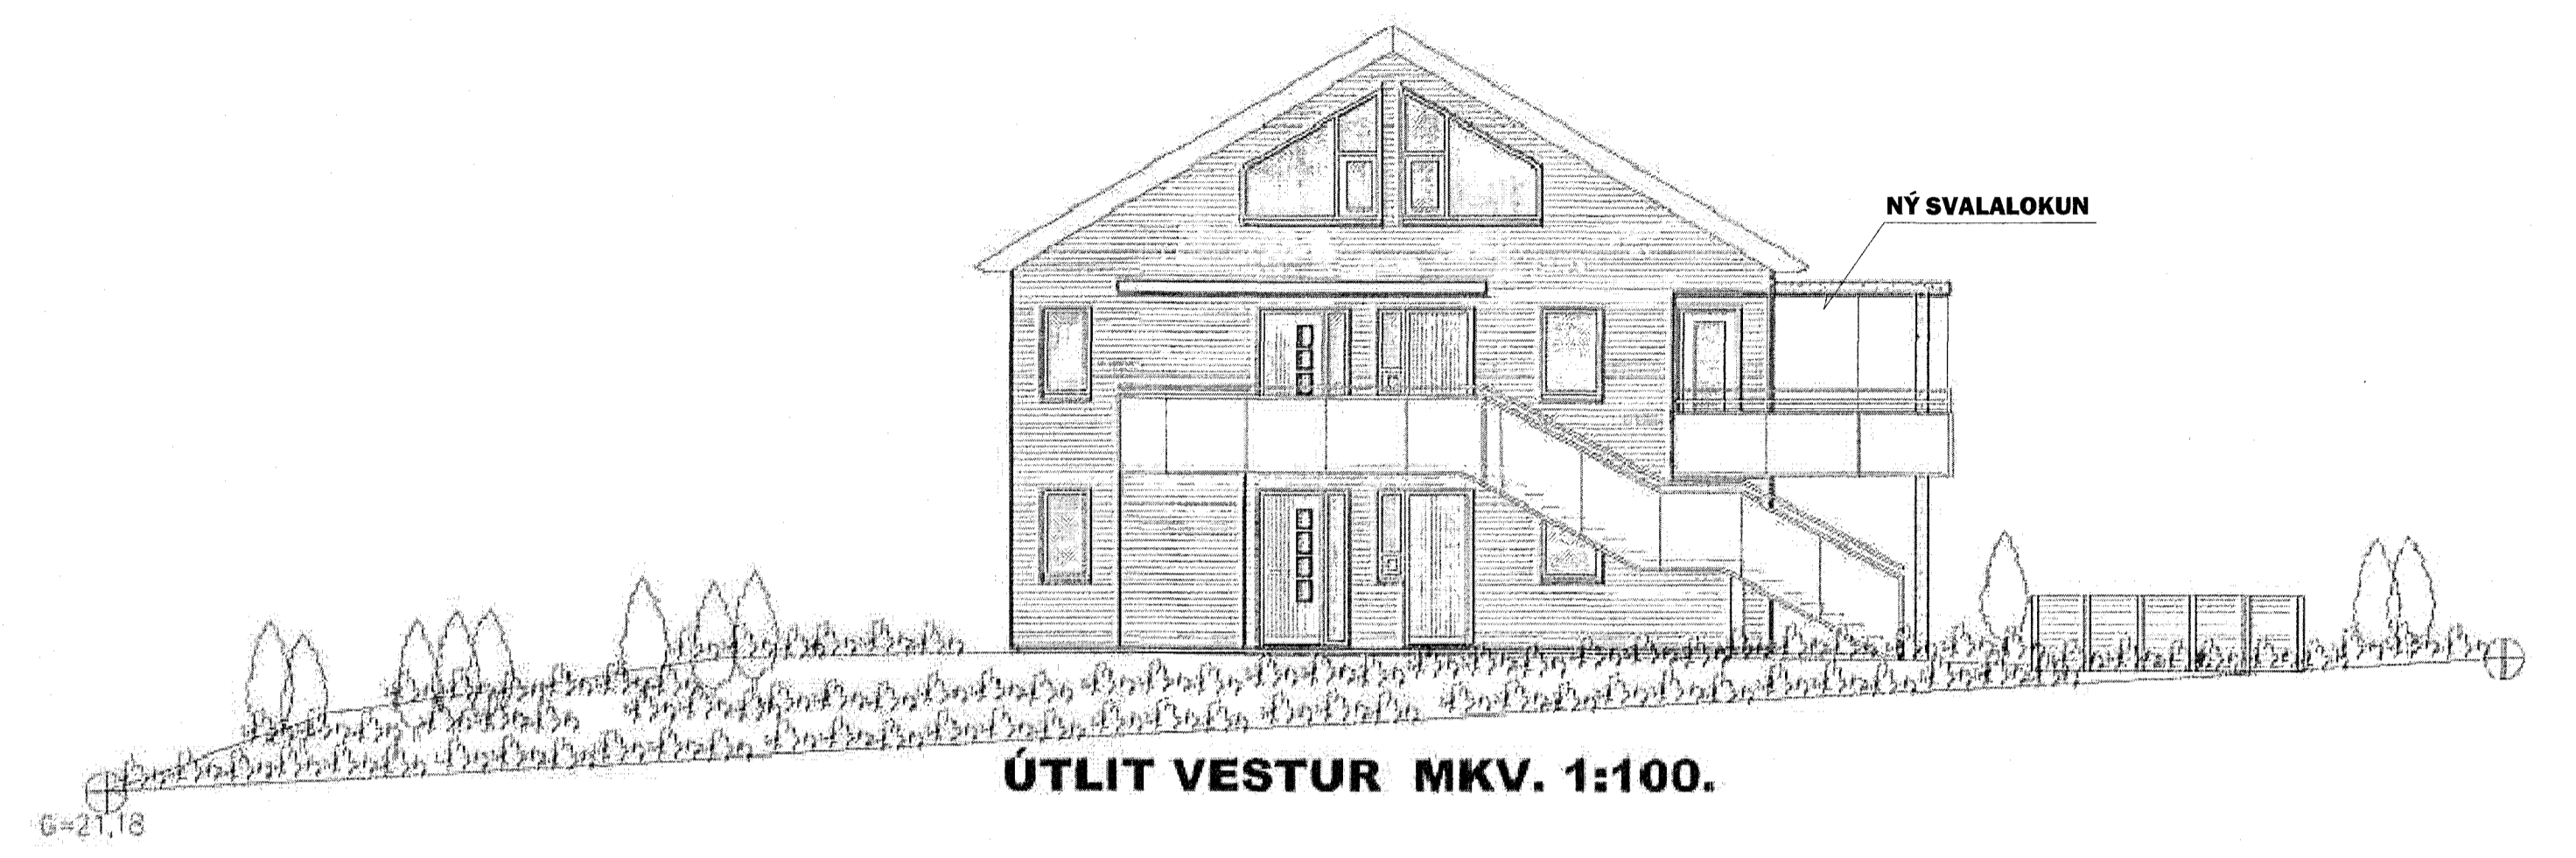 NÝ SVALALOKUN
ÚTLIT VESTUR MKV. 1:100.
G=21,18